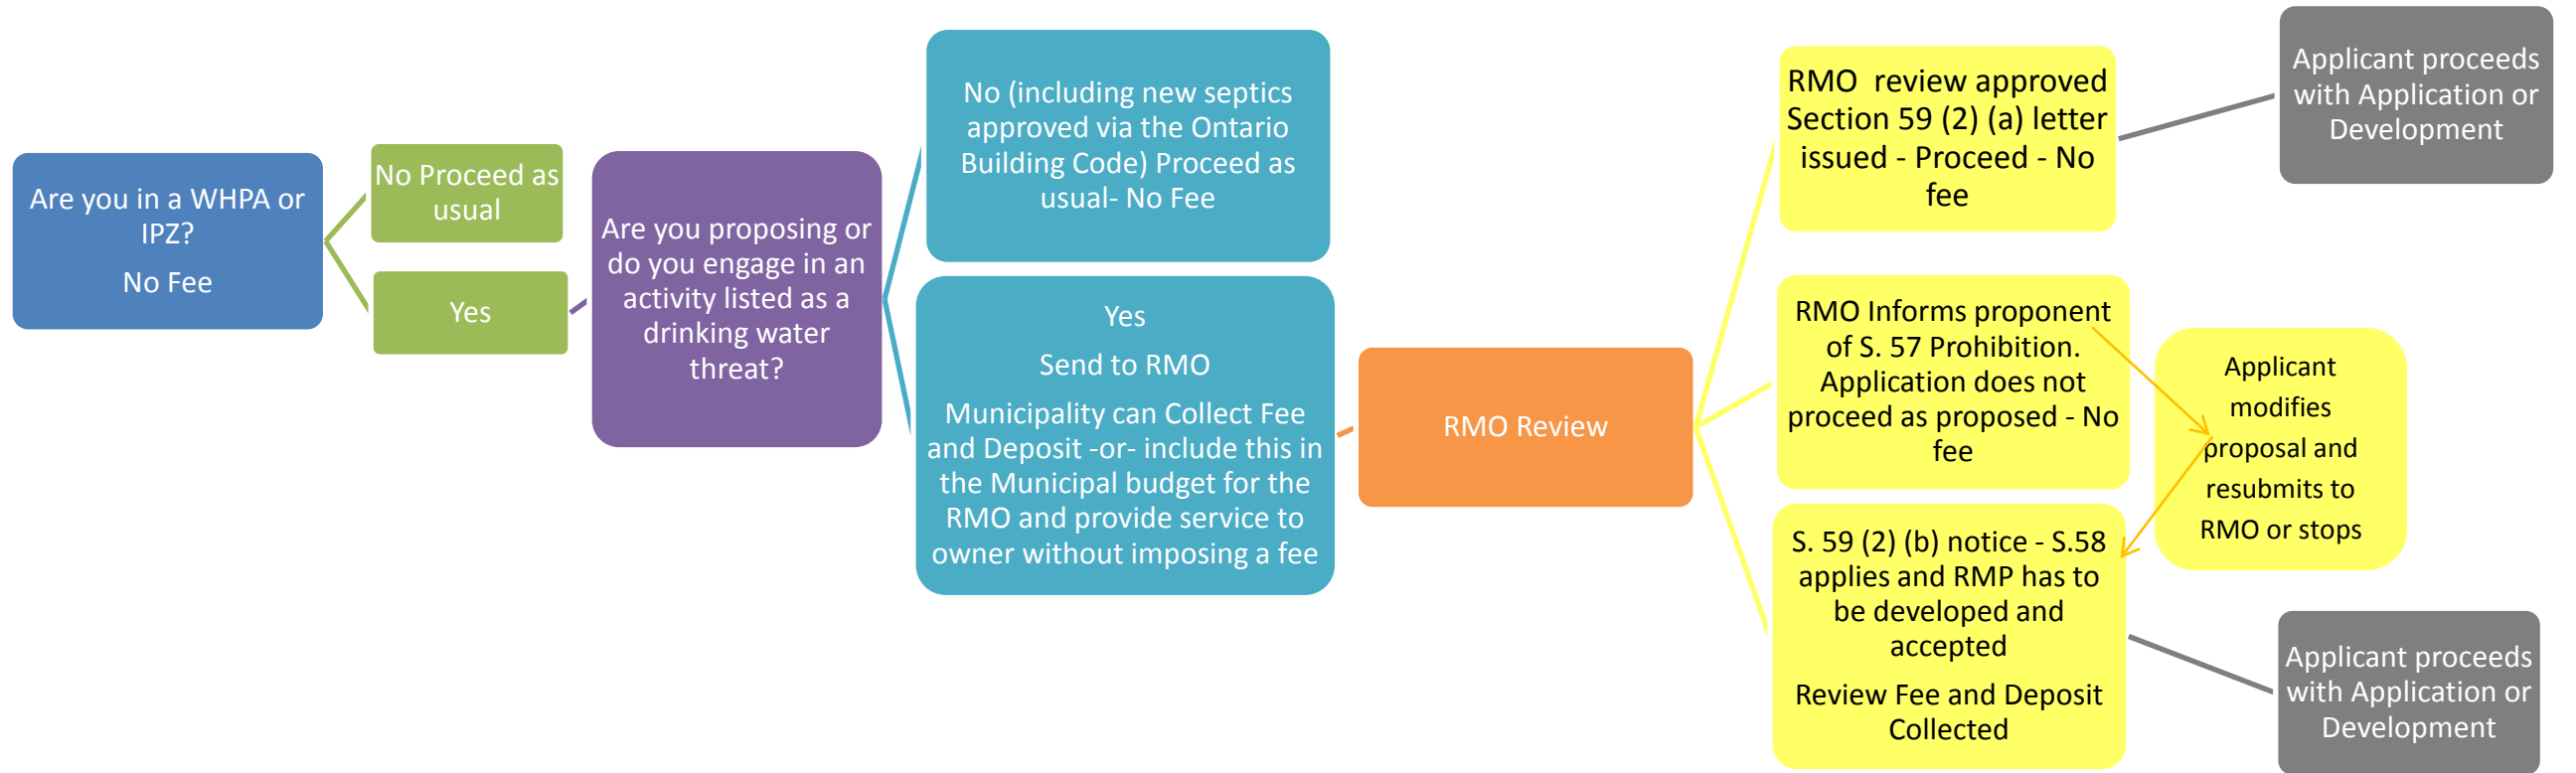 Are you in a WHPA or
IPZ?
No Fee
No Proceed as
usual
Yes
Are you proposing or
do you engage in an
activity listed as a
drinking water
threat?
No (including new septics
approved via the Ontario
Building Code) Proceed as
usual- No Fee
Yes
Send to RMO
Municipality can Collect Fee
and Deposit -or- include this in
the Municipal budget for the
RMO and provide service to
owner without imposing a fee
RMO Review
RMO  review approved
Section 59 (2) (a) letter
issued - Proceed - No
fee
Applicant proceeds
with Application or
Development
RMO Informs proponent
of S. 57 Prohibition.
Application does not
proceed as proposed - No
fee
Applicant
modifies
proposal and
resubmits to
RMO or stops
S. 59 (2) (b) notice - S.58
applies and RMP has to
be developed and
accepted
Review Fee and Deposit
Collected
Applicant proceeds
with Application or
Development